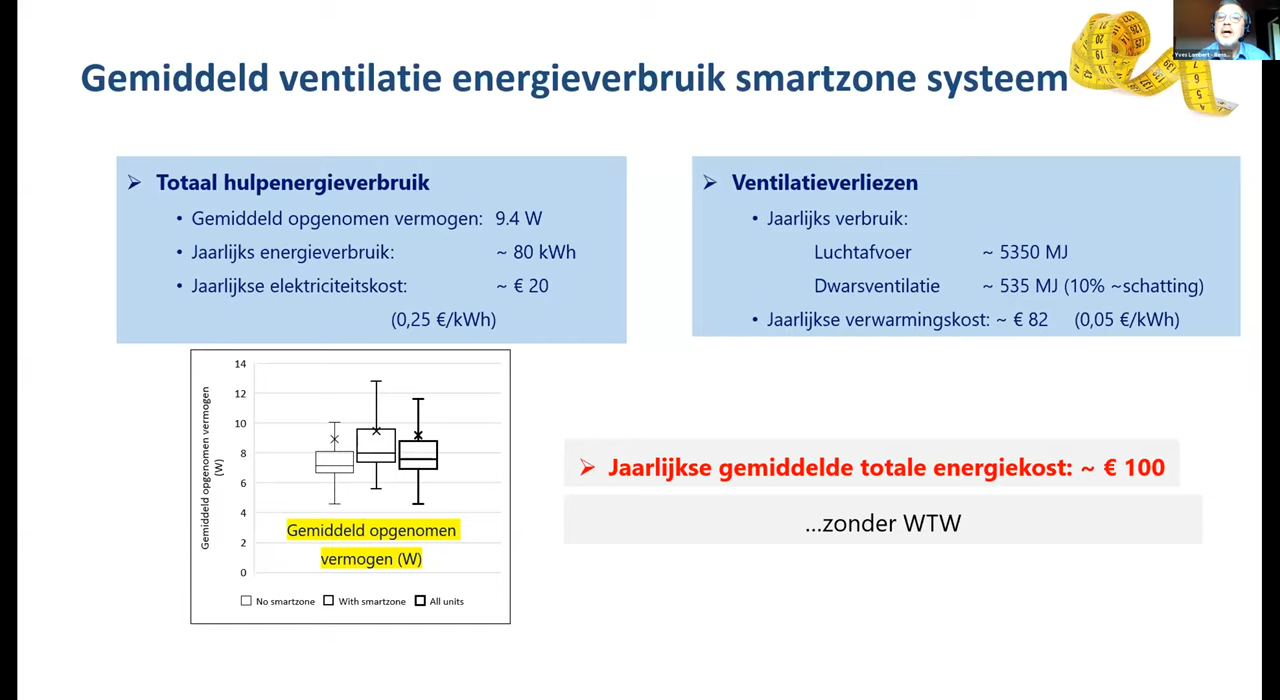 Gemiddeld ventilatie energieverbruik smartzone systeem
➢ Totaal hulpenergieverbruik
• Gemiddeld opgenomen vermogen: 9.4 W
• Jaarlijks energieverbruik: ~ 80 kWh
• Jaarlijkse elektriciteitskost: ~ € 20
(0,25 €/kWh)
➢ Ventilatieverliezen
• Jaarlijks verbruik:
Luchtafvoer ~ 5350 MJ
Dwarsventilatie ~ 535 MJ (10% ~schatting)
• Jaarlijkse verwarmingskost: ~ € 82 (0,05 €/kWh)
Gemiddeld opgenomen vermogen
(W)
14
12
10
8
6
4
2
0
Gemiddeld opgenomen
vermogen (W)
No smartzone With smartzone All units
➢ Jaarlijkse gemiddelde totale energiekost: ~ € 100
...zonder WTW
Yves Lambert